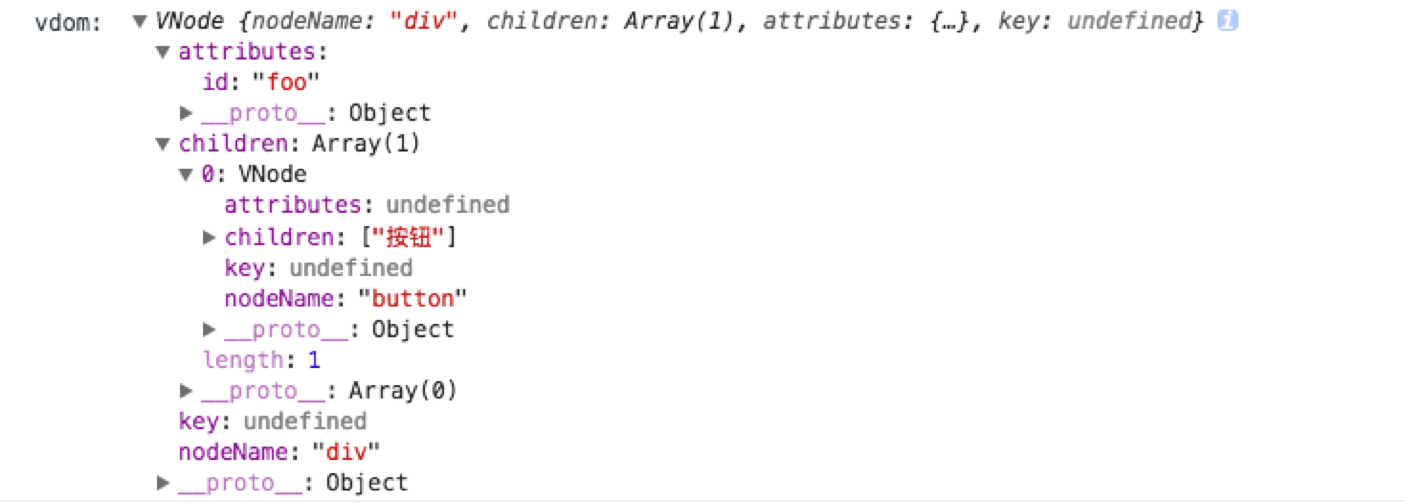 vdom: ▼VNode {nodeName: "div", children: Array(1), attributes: {…}, key: undefined} i
▼attributes:
id: "foo"
▶__proto__: Object
▼children: Array(1)
▼0: VNode
attributes: undefined
▶children: ["按钮"]
key: undefined
nodeName: "button"
▶__proto__: Object
length: 1
▶__proto__: Array(0)
key: undefined
nodeName: "div"
▶__proto__: Object